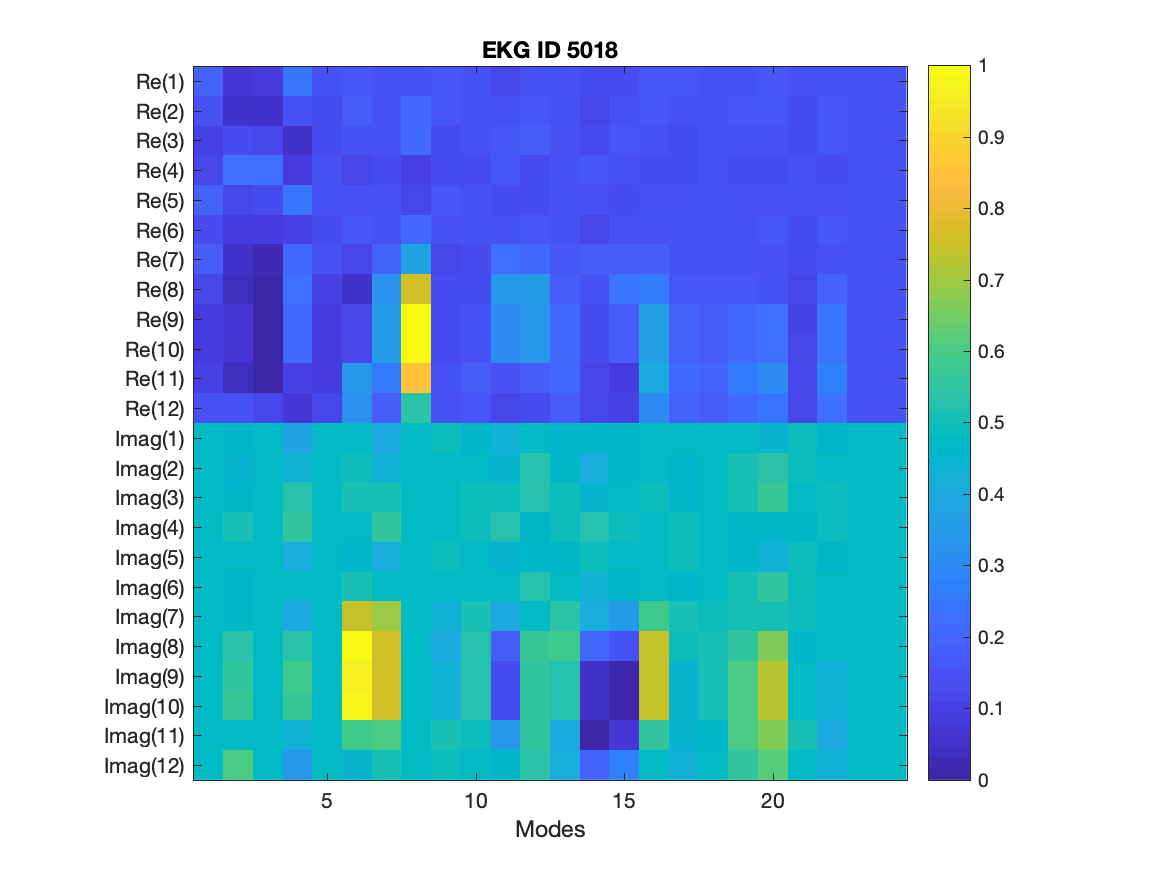 EKG ID 5018
Re(1)
Re(2)
Re(3)
Re(4)
Re(5)
Re(6)
Re(7)
Re(8)
Re(9)
Re(10)
Re(11)
Re(12)
Imag(1)
Imag(2)
Imag(3)
Imag(4)
Imag(5)
Imag(6)
Imag(7)
Imag(8)
Imag(9)
Imag(10)
Imag(11)
Imag(12)
5 10 15 20
Modes
1
0.9
0.8
0.7
0.6
0.5
0.4
0.3
0.2
0.1
0